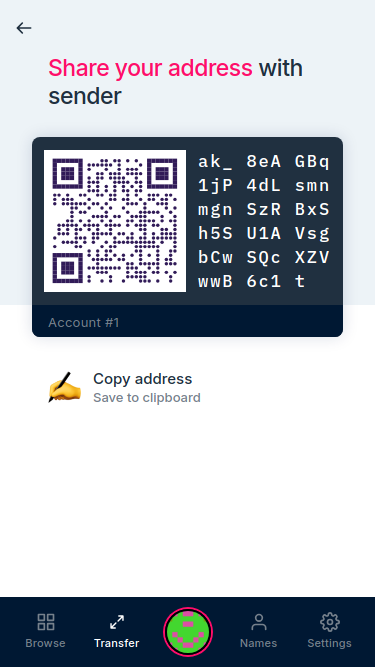 Share your address with
sender
ak_ 8eA GBq
1jP 4dL smn
mgn SzR BxS
h5S U1A Vsg
bCw SQc XZV
wwB 6c1 t
Account #1
Copy address
Save to clipboard
Browse
Transfer
Names
Settings